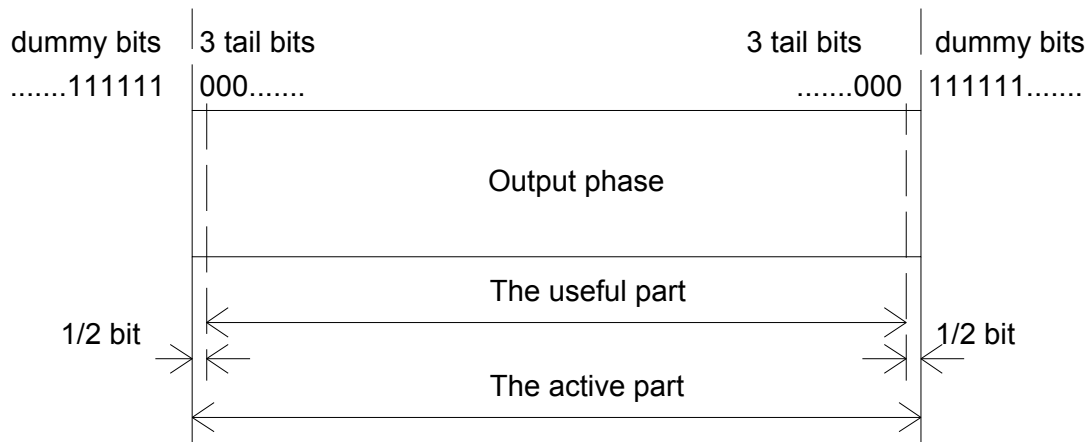 dummy bits 3 tail bits 3 tail bits dummy bits
.......111111 000....... .......000 111111.......
Output phase
The useful part
1/2 bit 1/2 bit
The active part